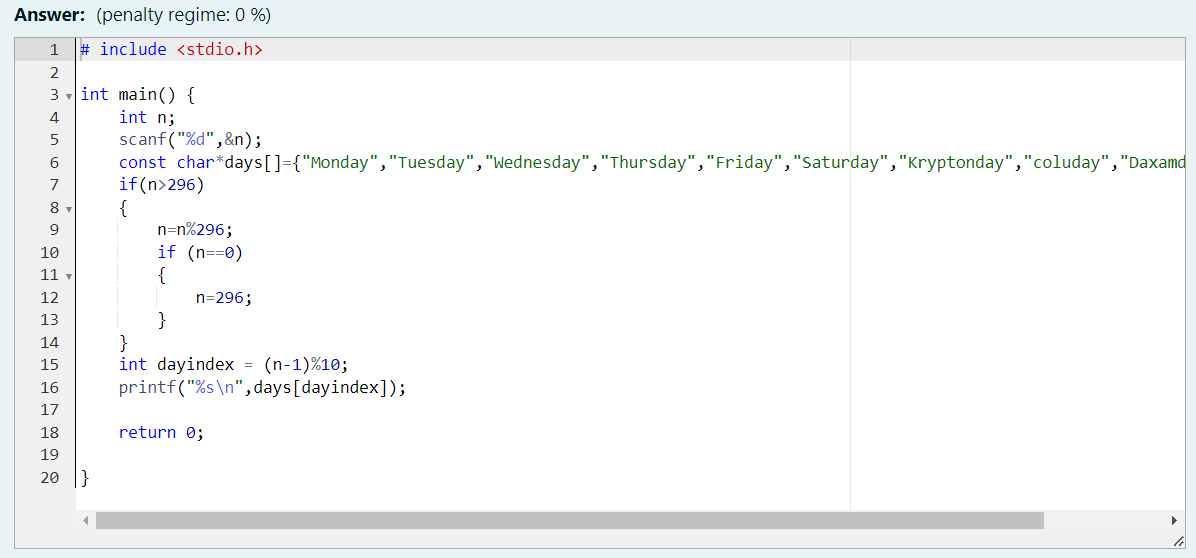 Answer: (penalty regime: 0 %)
1 # include <stdio.h>
2
3 int main() {
4 int n;
5 scanf("%d",&n);
6 const char*days[]={"Monday","Tuesday","Wednesday","Thursday","Friday","Saturday","Kryptonday","coluday","Daxamd
7 if(n>296)
8 {
9 n=n%296;
10 if (n==0)
11 {
12 n=296;
13 }
14 }
15 int dayindex = (n-1)%10;
16 printf("%s\n",days[dayindex]);
17
18 return 0;
19
20 }